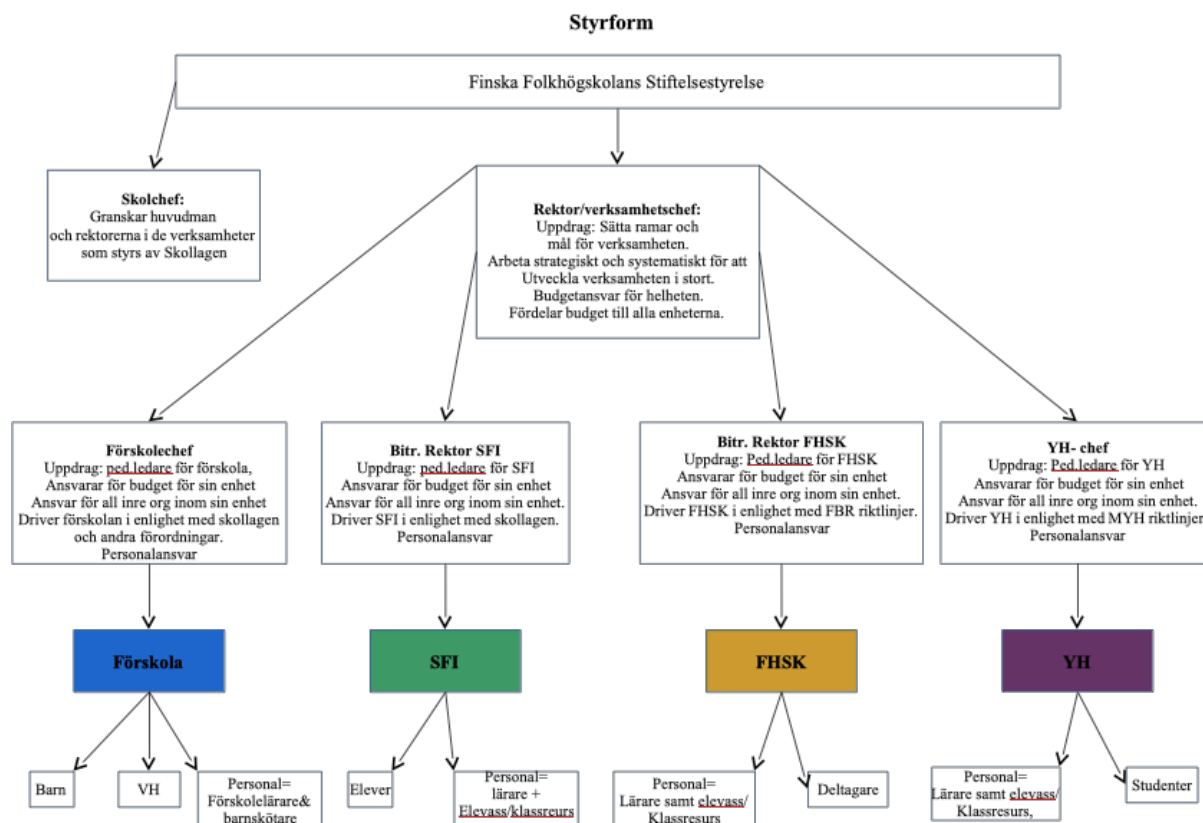 Styrform
Finska Folkhögskolans Stiftelsestyrelse
Skolchef:
Granskar huvudman
och rektorerna i de verksamheter
som styrs av Skollagen
Rektor/verksamhetschef:
Uppdrag: Sätta ramar och
mål för verksamheten.
Arbeta strategiskt och systematiskt för att
Utveckla verksamheten i stort.
Budgetansvar för helheten.
Fördelar budget till alla enheterna.
Förskolechef
Uppdrag: ped.ledare för förskola,
Ansvarar för budget för sin enhet
Ansvar för all inre org inom sin enhet
Driver förskolan i enlighet med skollagen
och andra förordningar.
Personalansvar
Bitr. Rektor SFI
Uppdrag: ped.ledare för SFI
Ansvarar för budget för sin enhet
Ansvar för all inre org inom sin enhet.
Driver SFI i enlighet med skollagen.
Personalansvar
Bitr. Rektor FHSK
Uppdrag: Ped.ledare för FHSK
Ansvarar för budget för sin enhet
Ansvar för all inre org inom sin enhet.
Driver FHSK i enlighet med FBR riktlinjer.
Personalansvar
YH- chef
Uppdrag: Ped.ledare för YH
Ansvarar för budget för sin enhet
Ansvar för all inre org inom sin enhet.
Driver YH i enlighet med MYH riktlinjer
Personalansvar
Förskola
SFI
FHSK
YH
Barn
VH
Personal=
Förskolelärare&
barnskötare
Elever
Personal=
lärare +
Elevass/klassreurs
Personal=
Lärare samt elevass/
Klassresurs
Deltagare
Personal=
Lärare samt elevass/
Klassresurs,
Studenter